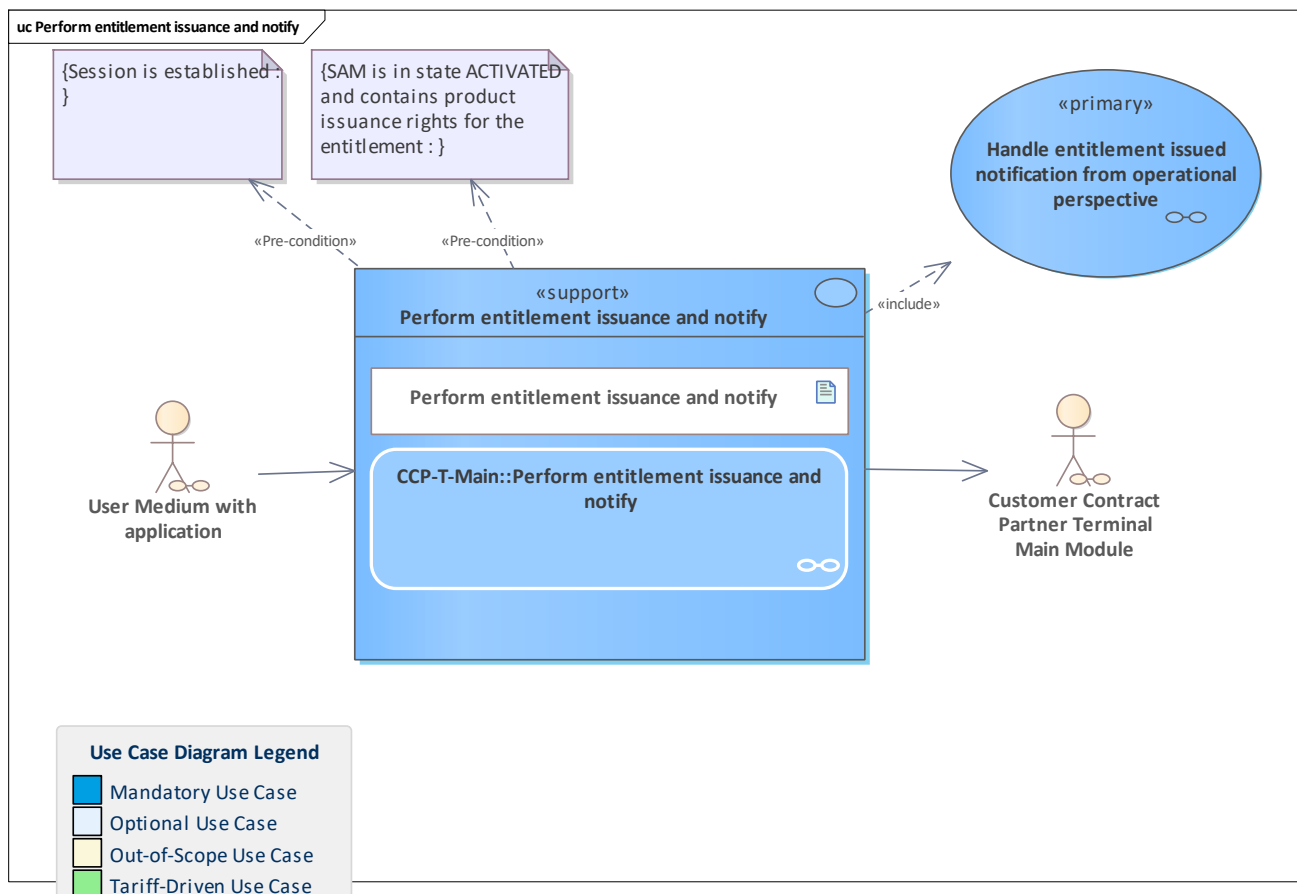 uc Perform entitlement issuance and notify
{Session is established :
}
{SAM is in state ACTIVATED
and contains product
issuance rights for the
entitlement : }
«primary»
Handle entitlement issued
notification from operational
perspective
«Pre-condition»
«Pre-condition»
«include»
«support»
Perform entitlement issuance and notify
Perform entitlement issuance and notify
CCP-T-Main::Perform entitlement issuance and
notify
User Medium with
application
Customer Contract
Partner Terminal
Main Module
Use Case Diagram Legend
Mandatory Use Case
Optional Use Case
Out-of-Scope Use Case
Tariff-Driven Use Case